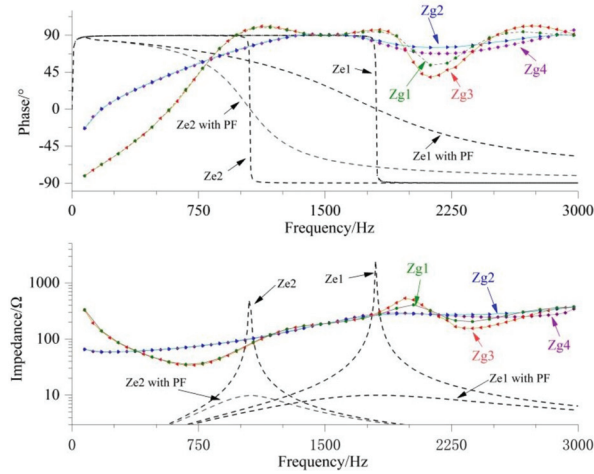 Zg2
90
Ze1
Zg4
45
Zg1
Zg3
Phase/°
0
Ze2 with PF
Ze1 with PF
-45
Ze2
-90
0 750 1500 2250 3000
Frequency/Hz
Zg1
1000
Ze2
Ze1
Zg2
Impedance/Ω
100
Zg3
Zg4
Ze2 with PF
Ze1 with PF
10
0 750 1500 2250 3000
Frequency/Hz